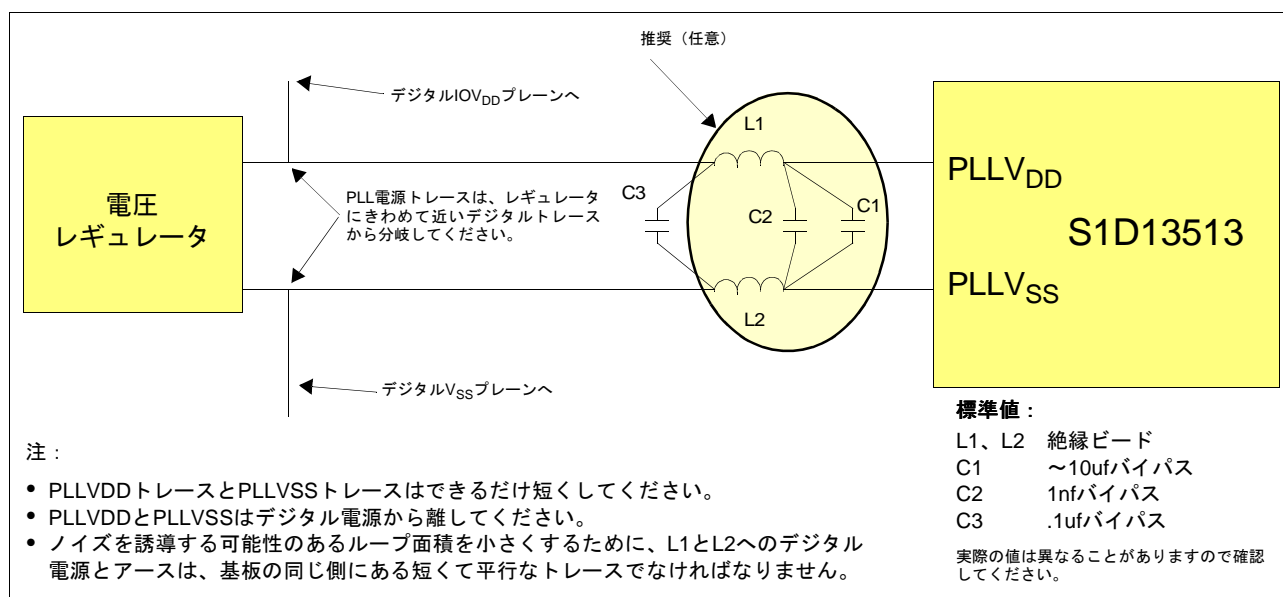 推奨（任意）
デジタルIOVDDプレーンへ
L1
電圧
レギュレータ
PLL電源トレースは、レギュレータ
にきわめて近いデジタルトレース
から分岐してください。
C3
C2
C1
PLLVDD
S1D13513
PLLVSS
L2
デジタルVSSプレーンへ
標準値：
L1、L2 絶縁ビード
C1 ～10ufバイパス
C2 1nfバイパス
C3 .1ufバイパス
実際の値は異なることがありますので確認
してください。
注：
• PLLVDDトレースとPLLVSSトレースはできるだけ短くしてください。
• PLLVDDとPLLVSSはデジタル電源から離してください。
• ノイズを誘導する可能性のあるループ面積を小さくするために、L1とL2へのデジタル
電源とアースは、基板の同じ側にある短くて平行なトレースでなければなりません。